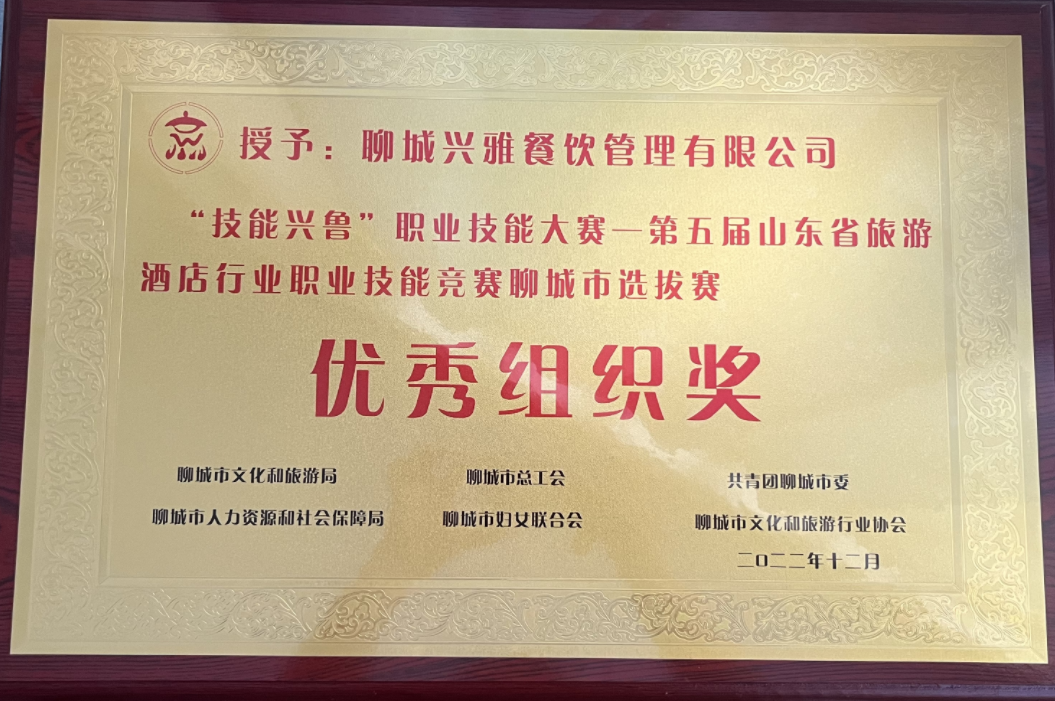 授予：聊城兴雅餐饮管理有限公司
“技能兴鲁”职业技能大赛—第五届山东省旅游
酒店行业职业技能竞赛聊城市选拔赛
优秀组织奖
聊城市文化和旅游局 聊城市总工会 共青团聊城市委
聊城市人力资源和社会保障局 聊城市妇女联合会 聊城市文化和旅游行业协会
二〇二二年十二月